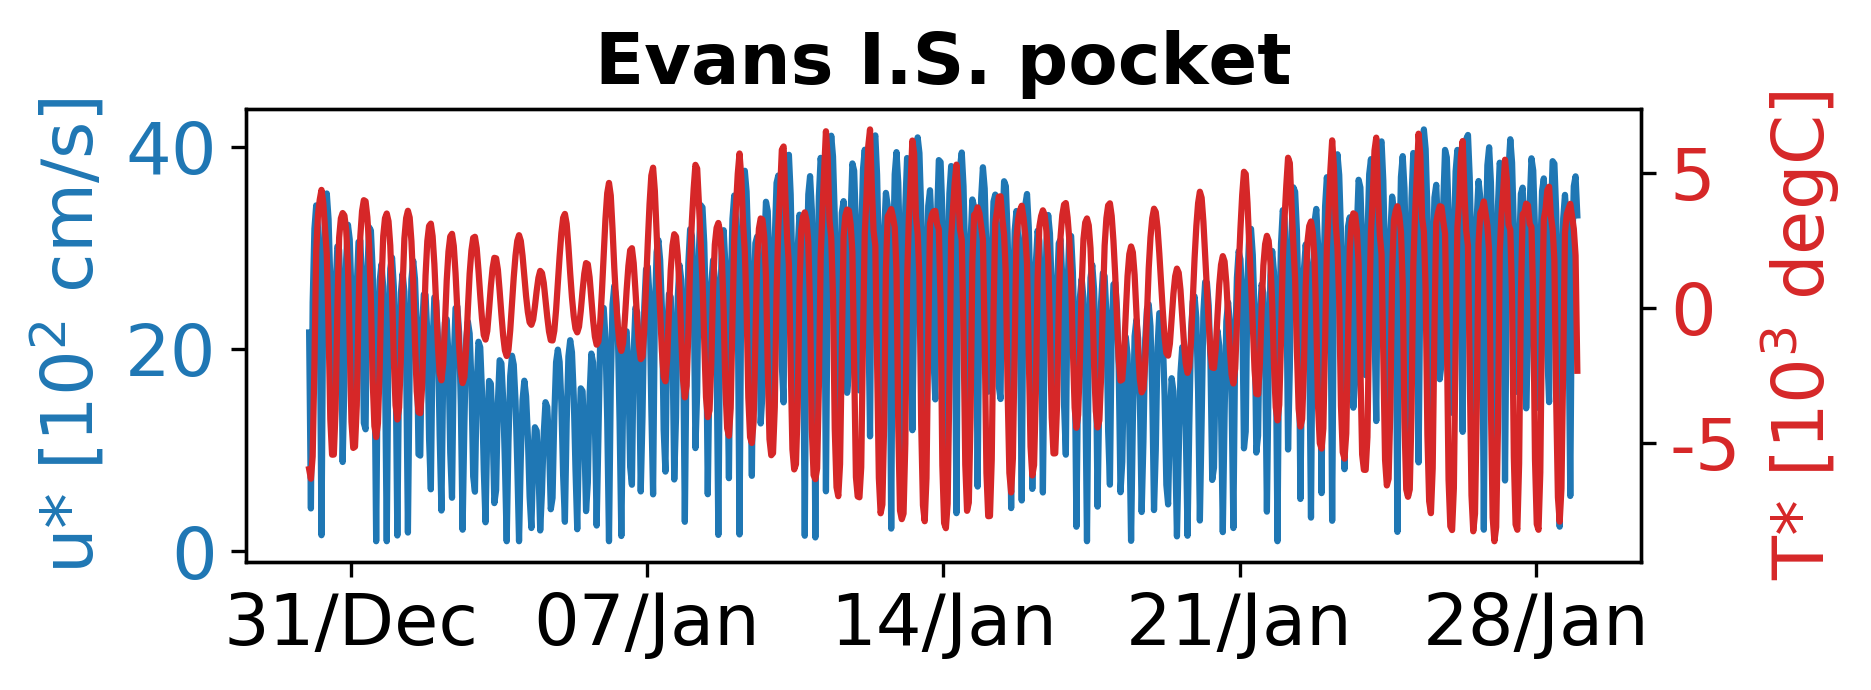 Evans I.S. pocket
u* [10² cm/s]
40
20
0
5
0
-5
T* [10³ degC]
31/Dec 07/Jan 14/Jan 21/Jan 28/Jan